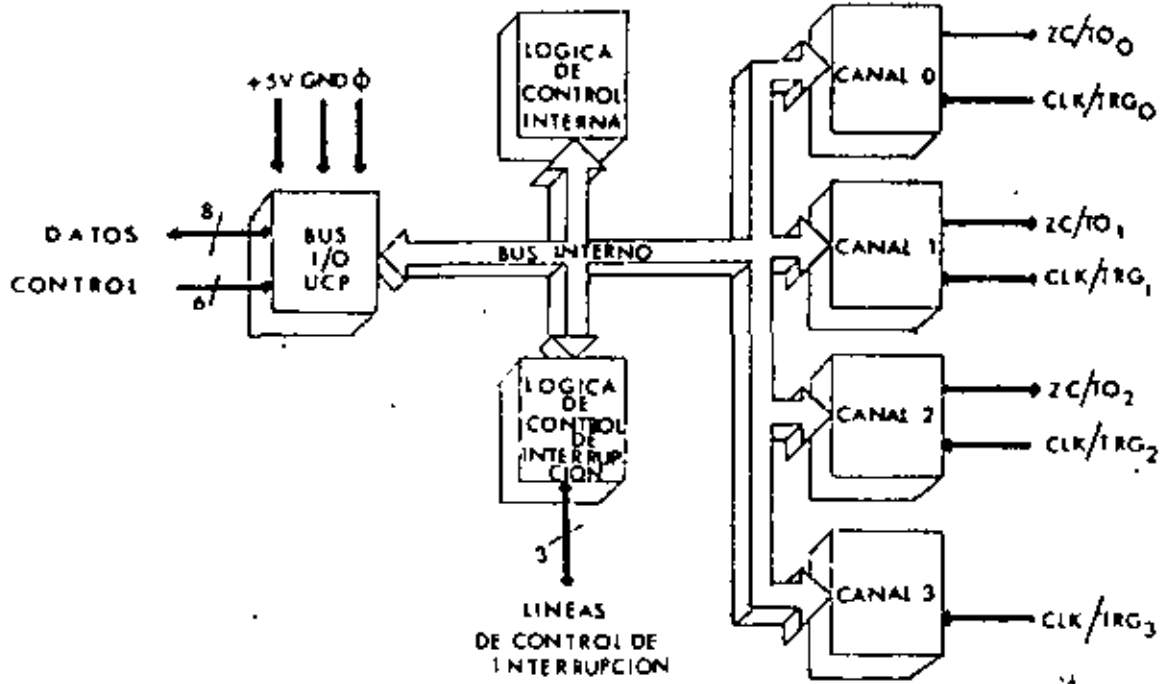 +5V GND Φ
DATOS
8
CONTROL
6
BUS
I/O
UCP
LOGICA
DE
CONTROL
INTERNA
BUS INTERNO
LOGICA
DE
CONTROL
DE
INTERRUP-
CION
3
LINEAS
DE CONTROL DE
INTERRUPCION
CANAL 0
ZC/TO0
CLK/TRG0
CANAL 1
ZC/TO1
CLK/TRG1
CANAL 2
ZC/TO2
CLK/TRG2
CANAL 3
CLK/TRG3